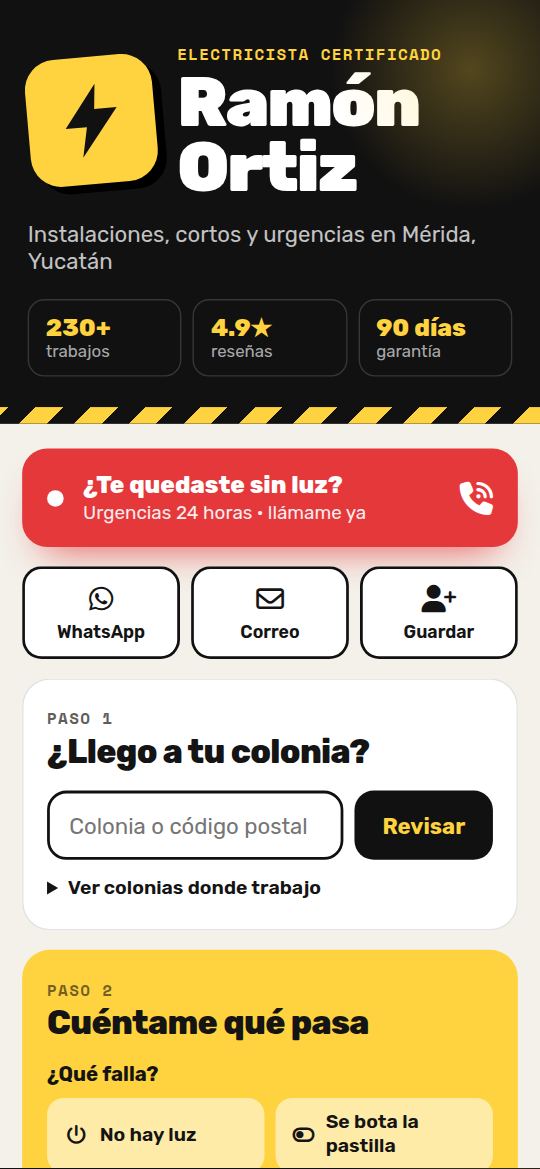 ELECTRICISTA CERTIFICADO
Ramón
Ortiz
Instalaciones, cortos y urgencias en Mérida,
Yucatán
230+
trabajos
4.9★
reseñas
90 días
garantía
¿Te quedaste sin luz?
Urgencias 24 horas • llámame ya
WhatsApp
Correo
Guardar
PASO 1
¿Llego a tu colonia?
Colonia o código postal
Revisar
Ver colonias donde trabajo
PASO 2
Cuéntame qué pasa
¿Qué falla?
No hay luz
Se bota la
pastilla